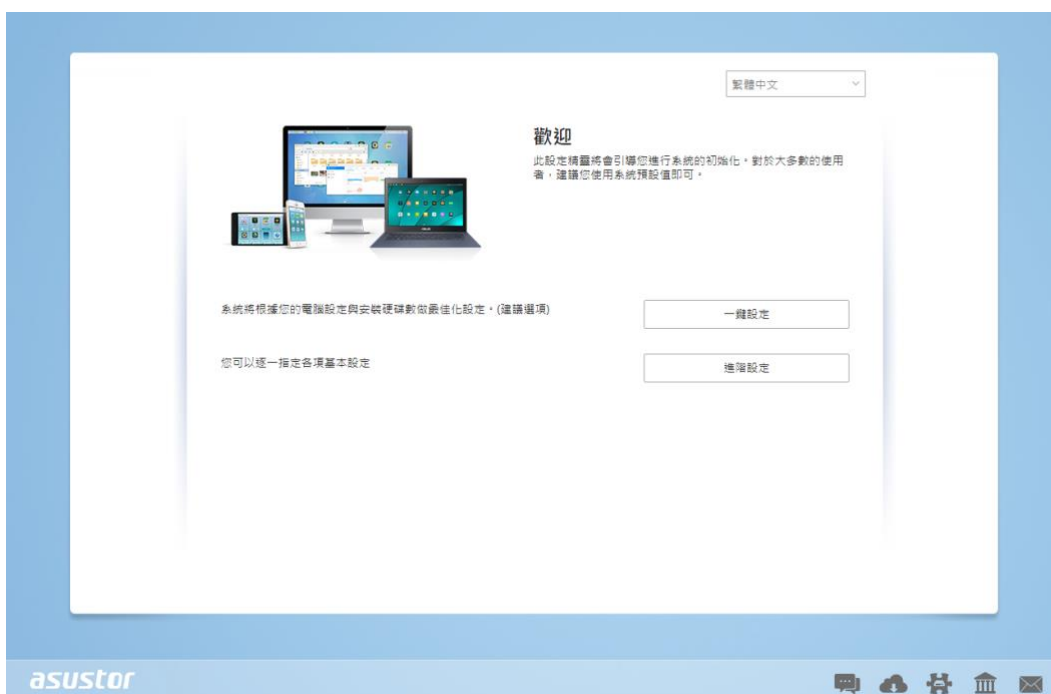 繁體中文
歡迎
此設定精靈將會引導您進行系統的初始化。對於大多數的使用
者，建議您使用系統預設值即可。
系統將根據您的電腦設定與安裝硬碟數做最佳化設定。(建議選項)
一鍵設定
您可以逐一指定各項基本設定
進階設定
asustor